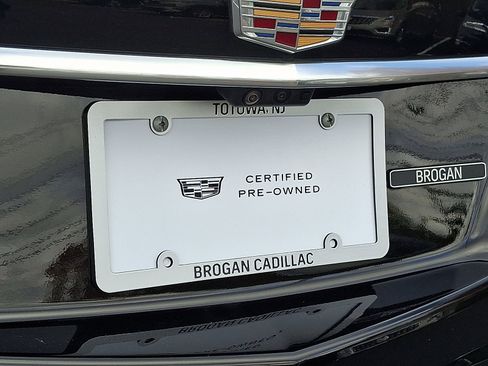 TOTOWA, NJ
CERTIFIED
PRE-OWNED
BROGAN
BROGAN CADILLAC